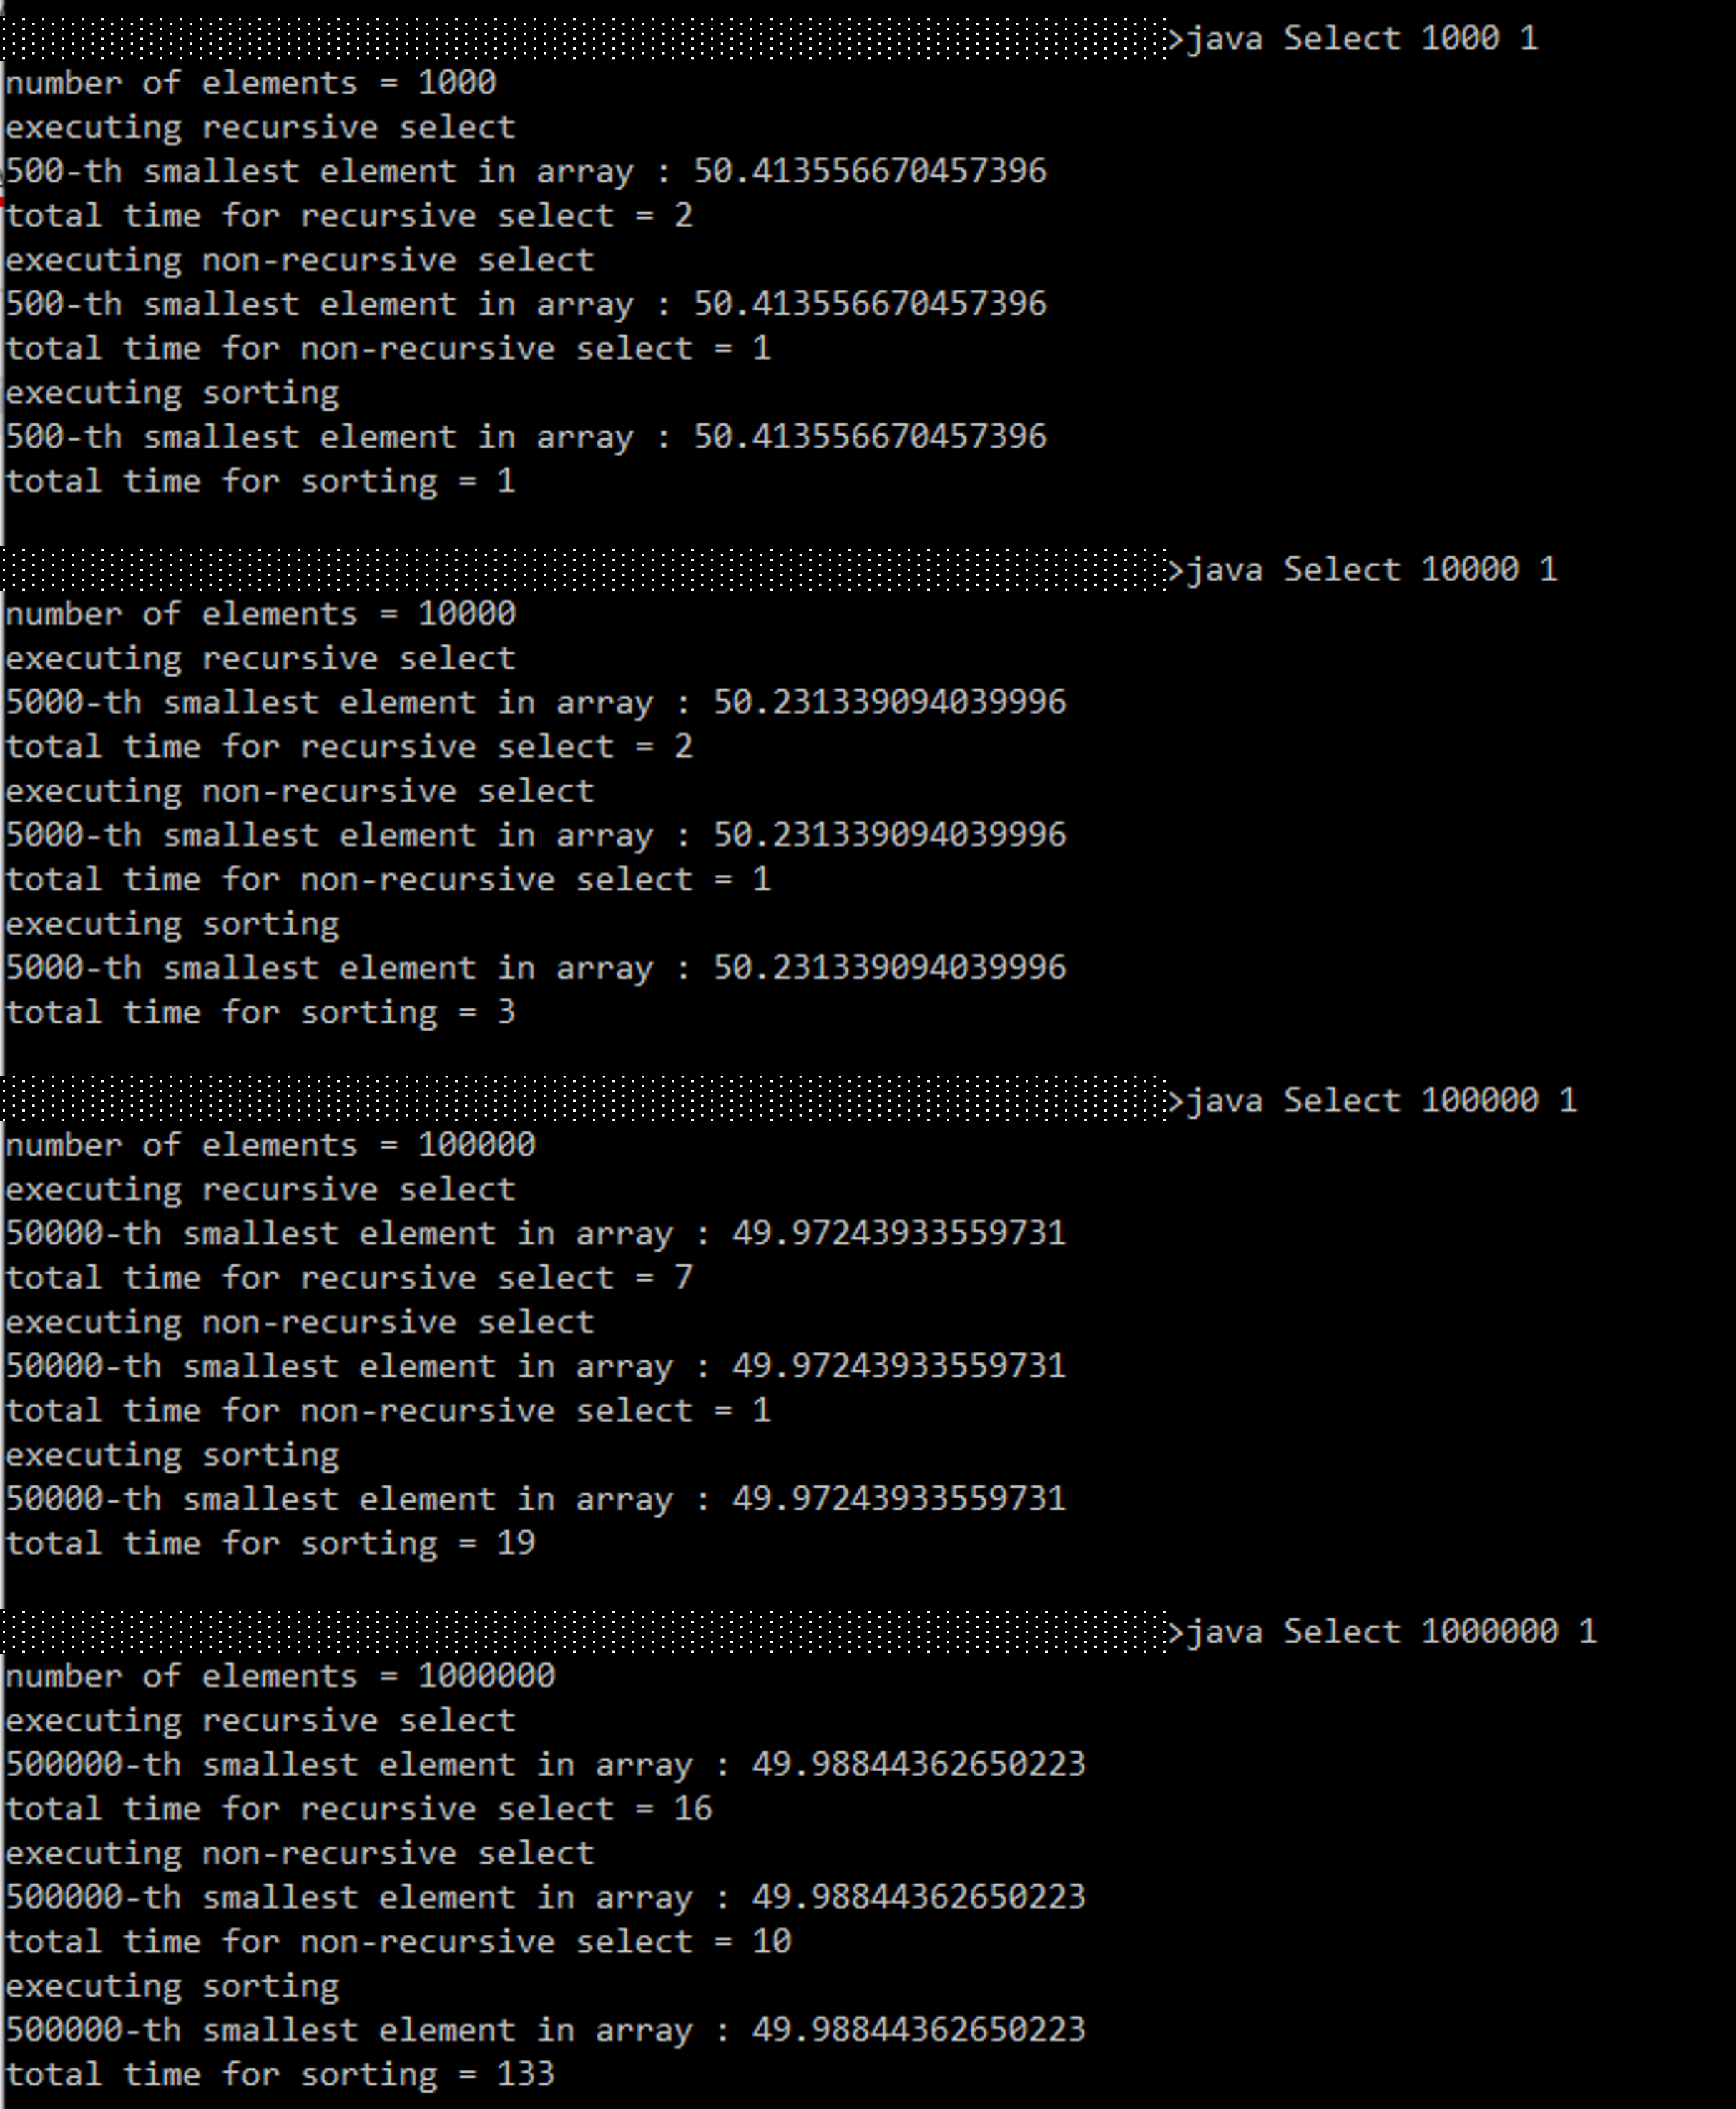 >java Select 1000 1
number of elements = 1000
executing recursive select
500-th smallest element in array : 50.413556670457396
total time for recursive select = 2
executing non-recursive select
500-th smallest element in array : 50.413556670457396
total time for non-recursive select = 1
executing sorting
500-th smallest element in array : 50.413556670457396
total time for sorting = 1
>java Select 10000 1
number of elements = 10000
executing recursive select
5000-th smallest element in array : 50.231339094039996
total time for recursive select = 2
executing non-recursive select
5000-th smallest element in array : 50.231339094039996
total time for non-recursive select = 1
executing sorting
5000-th smallest element in array : 50.231339094039996
total time for sorting = 3
>java Select 100000 1
number of elements = 100000
executing recursive select
50000-th smallest element in array : 49.97243933559731
total time for recursive select = 7
executing non-recursive select
50000-th smallest element in array : 49.97243933559731
total time for non-recursive select = 1
executing sorting
50000-th smallest element in array : 49.97243933559731
total time for sorting = 19
>java Select 1000000 1
number of elements = 1000000
executing recursive select
500000-th smallest element in array : 49.98844362650223
total time for recursive select = 16
executing non-recursive select
500000-th smallest element in array : 49.98844362650223
total time for non-recursive select = 10
executing sorting
500000-th smallest element in array : 49.98844362650223
total time for sorting = 133